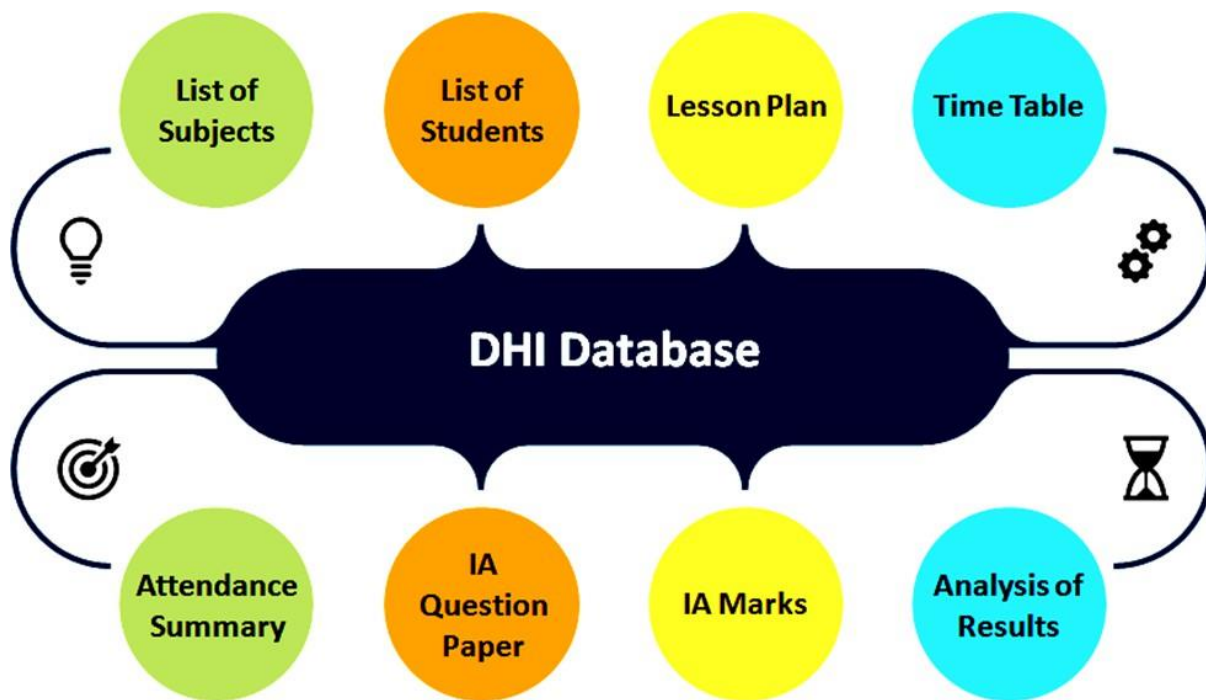 List of
Subjects
List of
Students
Lesson Plan
Time Table
DHI Database
Attendance
Summary
IA
Question
Paper
IA Marks
Analysis of
Results